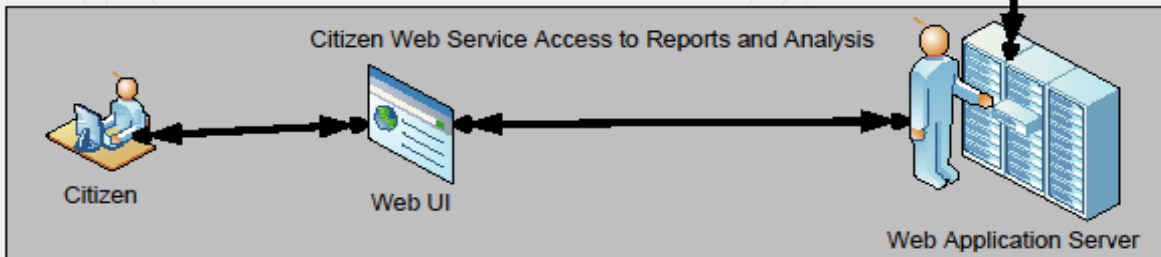 Citizen Web Service Access to Reports and Analysis
Citizen
Web UI
Web Application Server